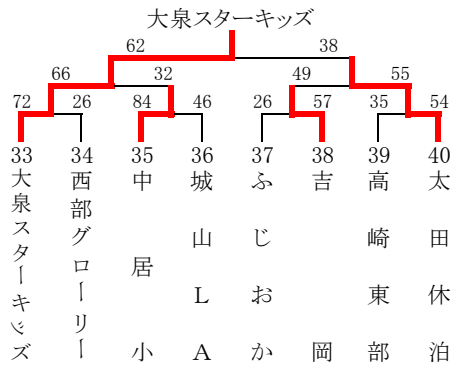 大泉スターキッズ
62 38
66 32 49 55
72 26 84 46 26 57 35 54
33 34 35 36 37 38 39 40
大泉スターキッズ
西部グローリー
中居小
城山LA
ふじおか
吉岡
高崎東部
太田休泊